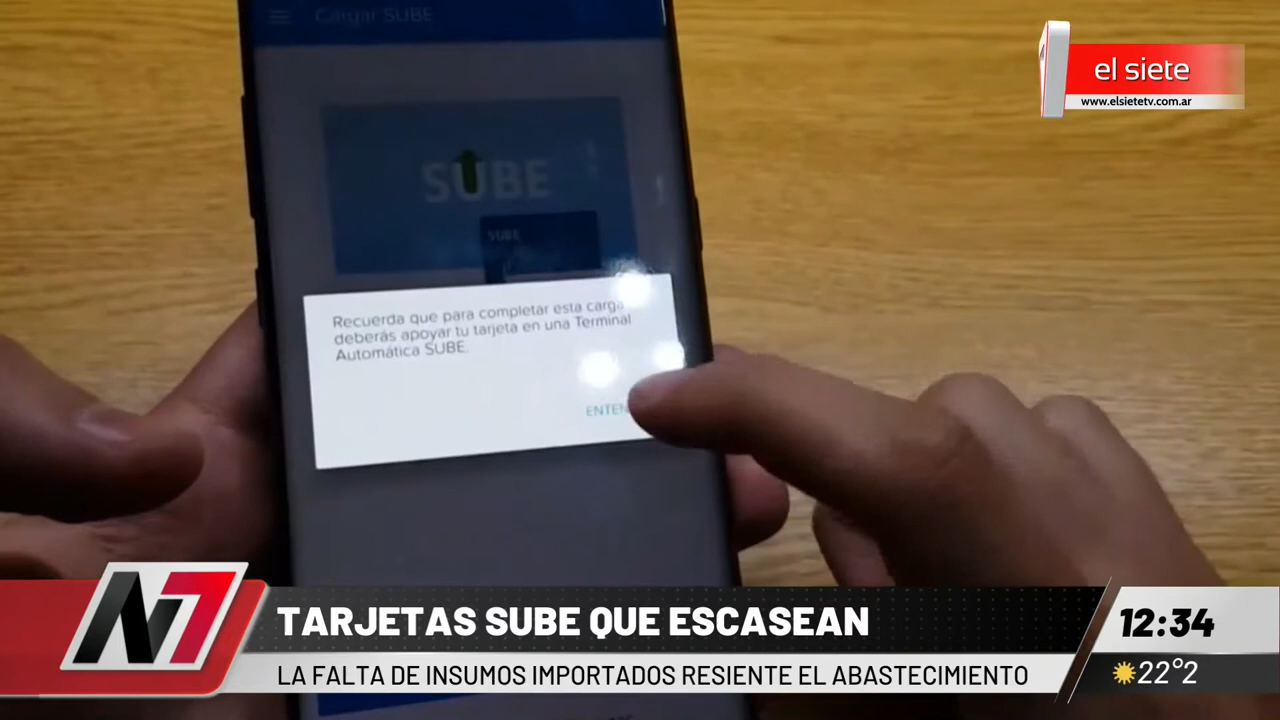 Cargar SUBE
el siete
www.elsietetv.com.ar
SUBE
SUBE
Recuerda que para completar esta carga
deberás apoyar tu tarjeta en una Terminal
Automática SUBE.
N7
TARJETAS SUBE QUE ESCASEAN
12:34
LA FALTA DE INSUMOS IMPORTADOS RESIENTE EL ABASTECIMIENTO
22°2